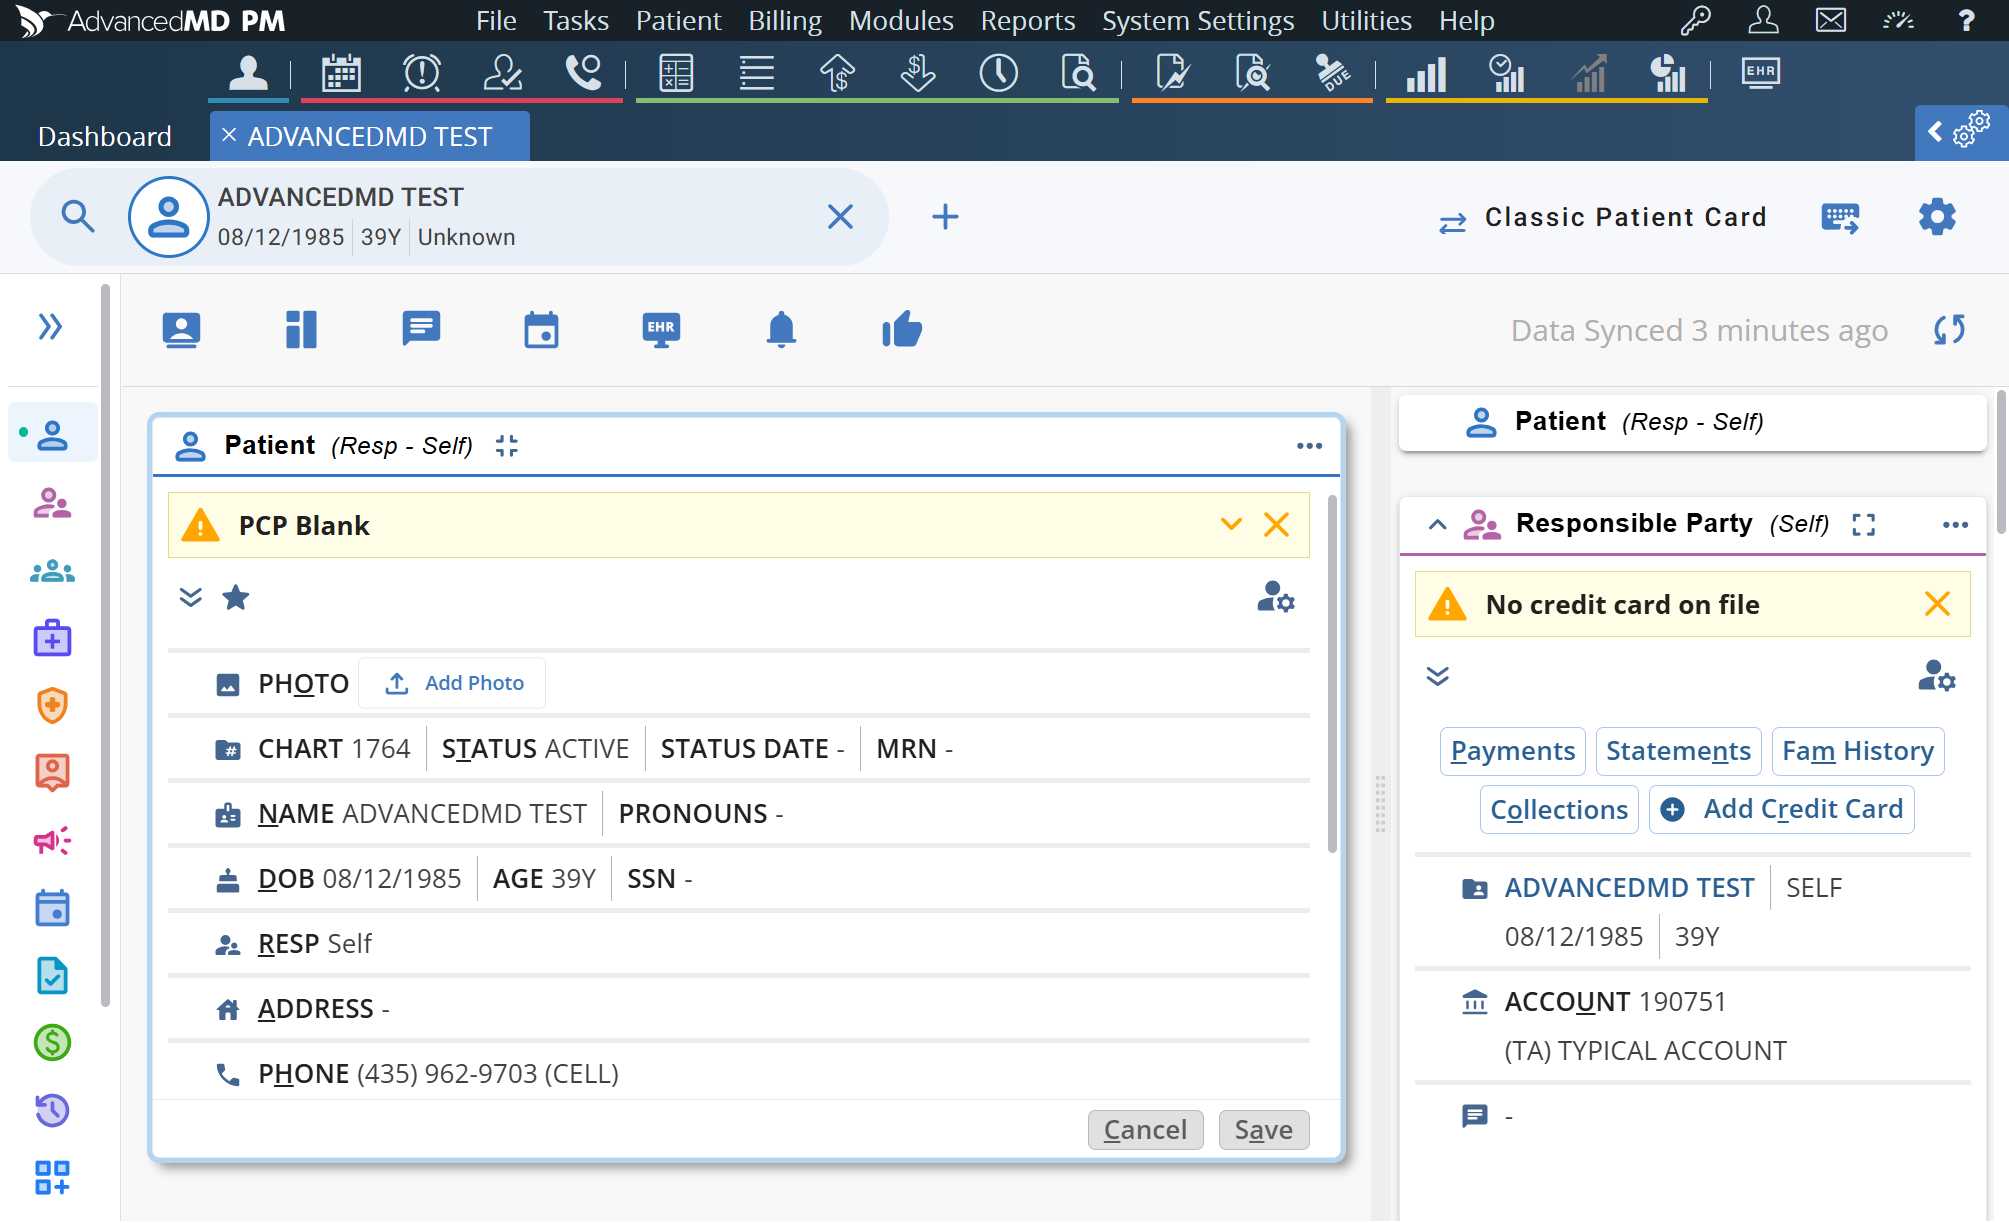 AdvancedMD PM File Tasks Patient Billing Modules Reports System Settings Utilities Help ?
DUE EHR
Dashboard × ADVANCEDMD TEST
ADVANCEDMD TEST
08/12/1985 39Y Unknown
Classic Patient Card
EHR
Data Synced 3 minutes ago
Patient (Resp - Self)
PCP Blank
PHOTO Add Photo
CHART 1764 STATUS ACTIVE STATUS DATE - MRN -
NAME ADVANCEDMD TEST PRONOUNS -
DOB 08/12/1985 AGE 39Y SSN -
RESP Self
ADDRESS -
PHONE (435) 962-9703 (CELL)
Cancel Save
Patient (Resp - Self)
Responsible Party (Self)
No credit card on file
Payments Statements Fam History
Collections Add Credit Card
ADVANCEDMD TEST SELF
08/12/1985 39Y
ACCOUNT 190751
(TA) TYPICAL ACCOUNT
-